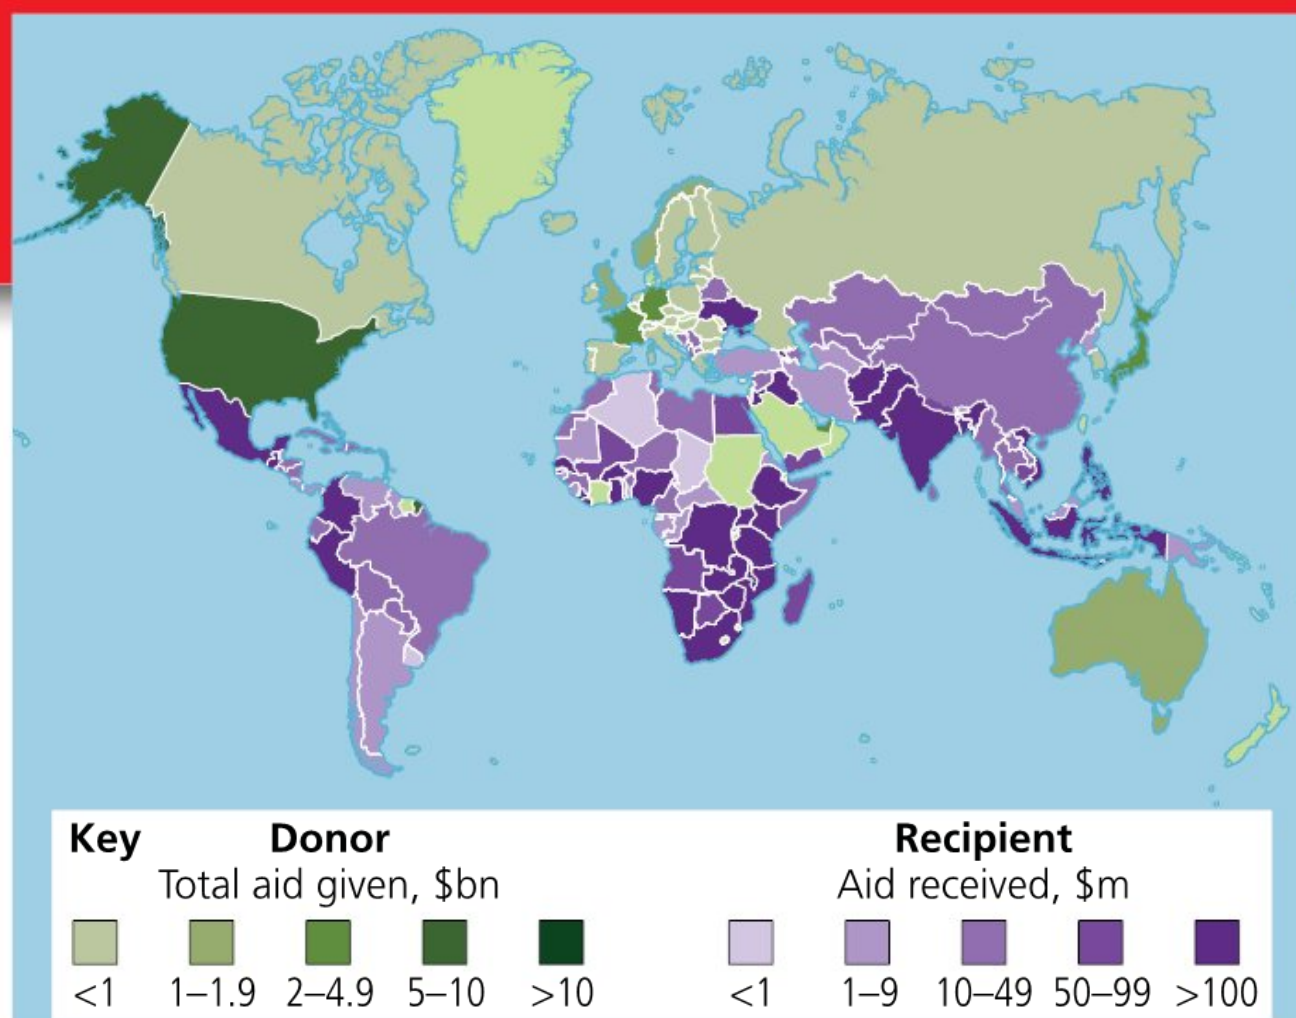 Key Donor Recipient
Total aid given, $bn Aid received, $m
<1 1–1.9 2–4.9 5–10 >10 <1 1–9 10–49 50–99 >100